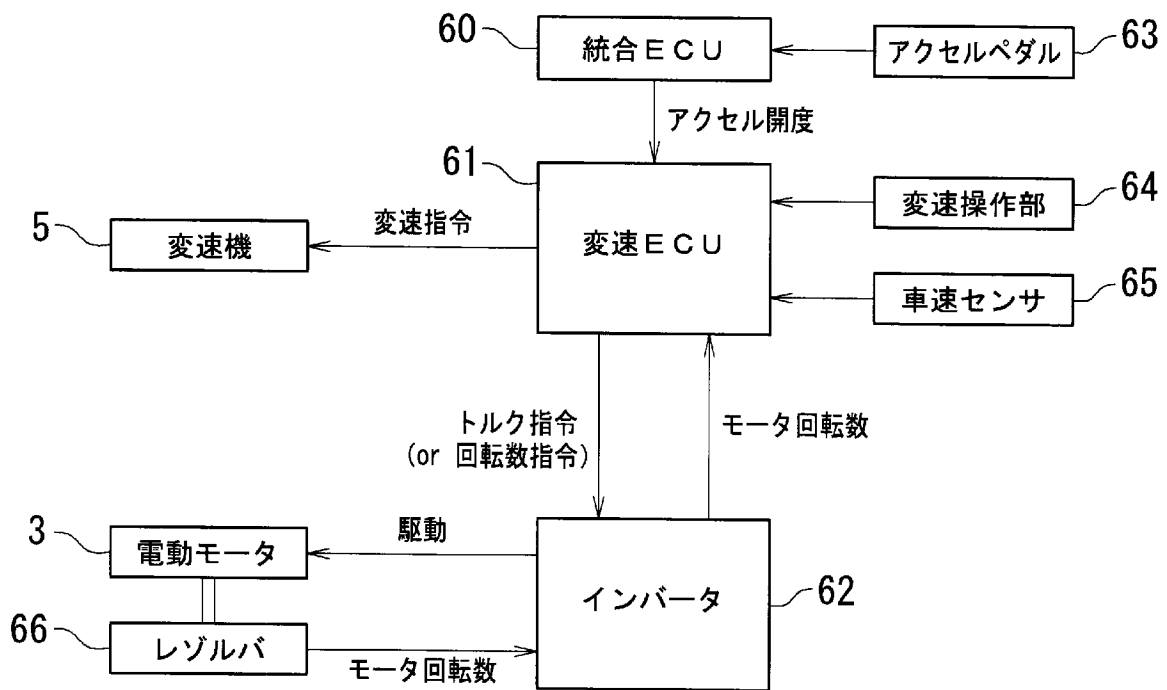 60
統合ＥＣＵ
アクセルペダル
63
アクセル開度
61
変速ＥＣＵ
変速操作部
64
5
変速機
変速指令
車速センサ
65
トルク指令
(or 回転数指令)
モータ回転数
3
電動モータ
駆動
インバータ
62
66
レゾルバ
モータ回転数